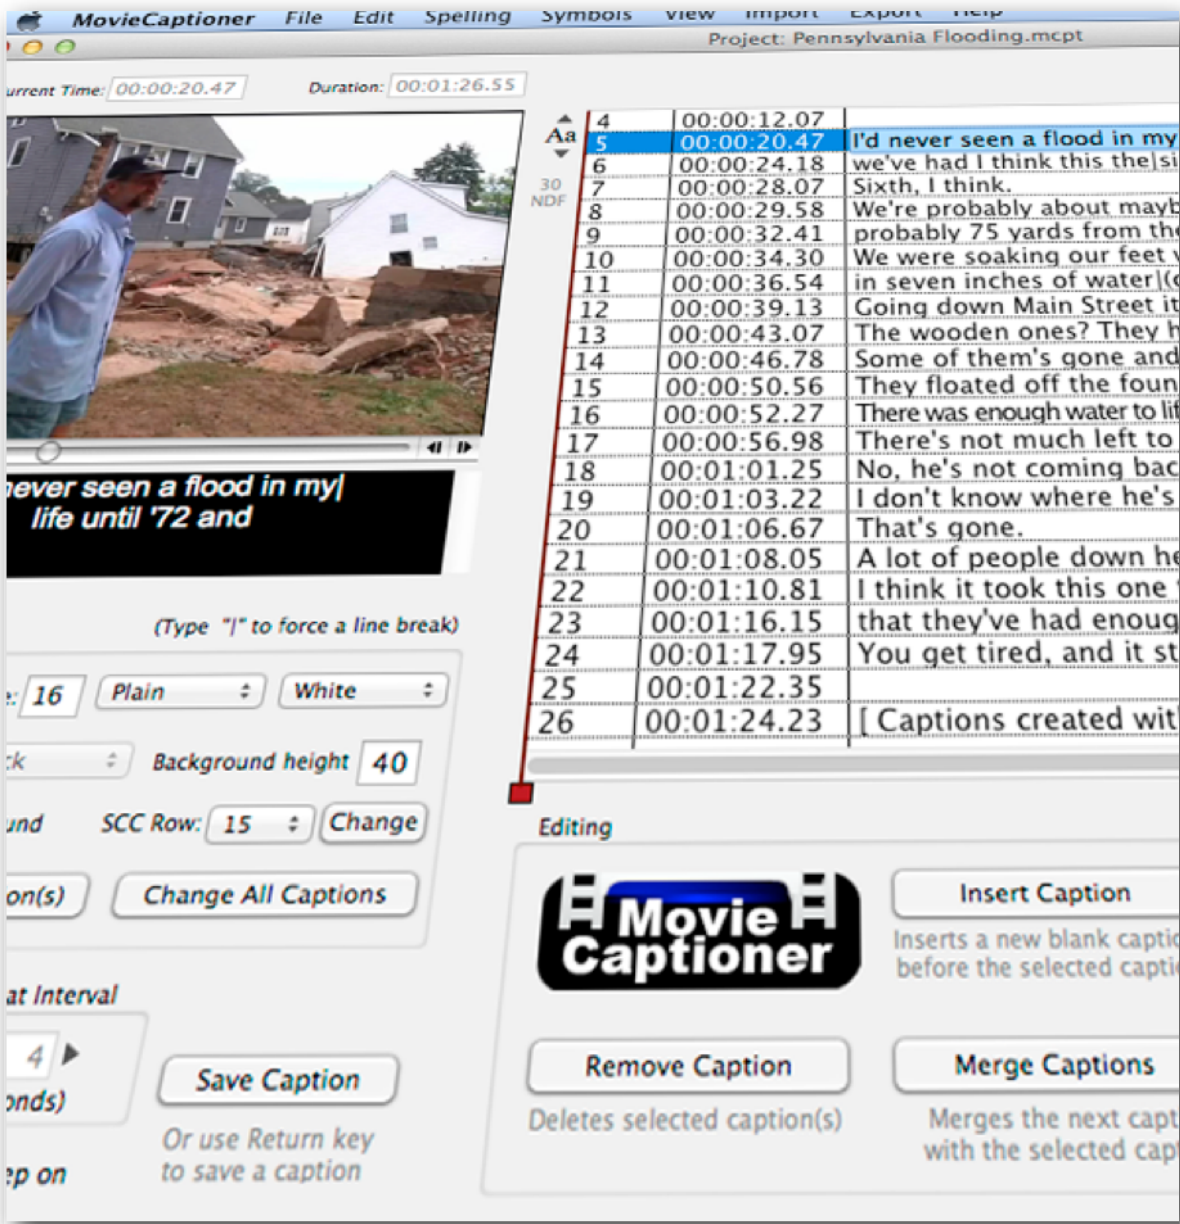 MovieCaptioner File Edit Spelling Symbols View Import Export Help
Project: Pennsylvania Flooding.mcpt
urrent Time: 00:00:20.47 Duration: 00:01:26.55
Aa
30
NDF
4 00:00:12.07
5 00:00:20.47 I'd never seen a flood in my
6 00:00:24.18 we've had I think this the|si
7 00:00:28.07 Sixth, I think.
8 00:00:29.58 We're probably about mayb
9 00:00:32.41 probably 75 yards from the
10 00:00:34.30 We were soaking our feet
11 00:00:36.54 in seven inches of water|(
12 00:00:39.13 Going down Main Street it
13 00:00:43.07 The wooden ones? They h
14 00:00:46.78 Some of them's gone and
15 00:00:50.56 They floated off the foun
16 00:00:52.27 There was enough water to lif
17 00:00:56.98 There's not much left to
18 00:01:01.25 No, he's not coming bac
19 00:01:03.22 I don't know where he's
20 00:01:06.67 That's gone.
21 00:01:08.05 A lot of people down he
22 00:01:10.81 I think it took this one
23 00:01:16.15 that they've had enoug
24 00:01:17.95 You get tired, and it st
25 00:01:22.35
26 00:01:24.23 [ Captions created wit
never seen a flood in my|
life until '72 and
(Type "|" to force a line break)
e: 16 Plain White
ck Background height 40
und SCC Row: 15 Change
on(s) Change All Captions
at Interval
4
onds)
ep on
Save Caption
Or use Return key
to save a caption
Editing
Movie
Captioner
Insert Caption
Inserts a new blank captio
before the selected capti
Remove Caption
Deletes selected caption(s)
Merge Captions
Merges the next capt
with the selected cap